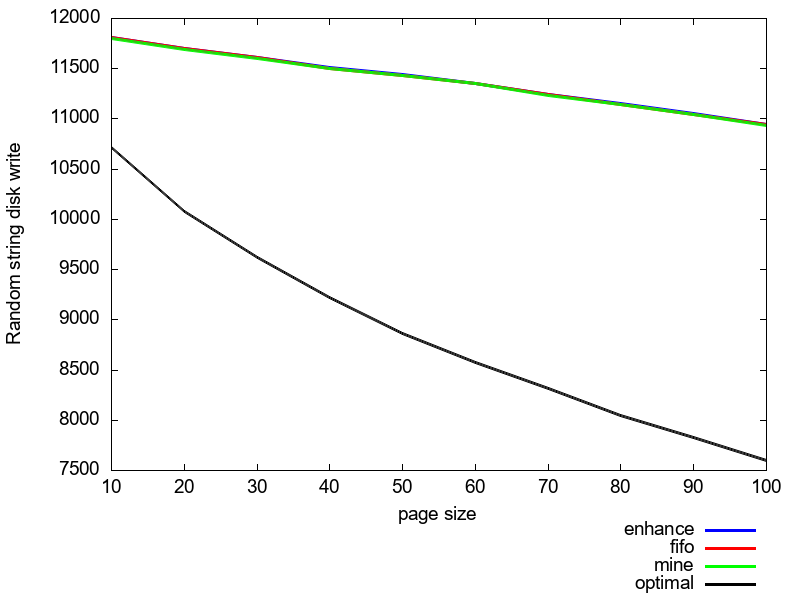 12000
11500
11000
10500
10000
9500
9000
8500
8000
7500
Random string disk write
10 20 30 40 50 60 70 80 90 100
page size
enhance
fifo
mine
optimal